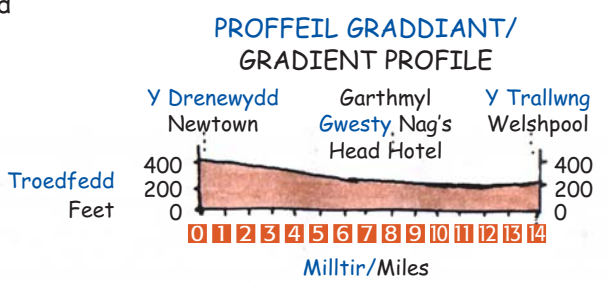 d
PROFFEIL GRADDIANT/
GRADIENT PROFILE
Y Drenewydd
Newtown
Garthmyl
Gwesty Nag's
Head Hotel
Y Trallwng
Welshpool
Troedfedd
Feet
400
200
0
400
200
0
0 1 2 3 4 5 6 7 8 9 10 11 12 13 14
Milltir/Miles